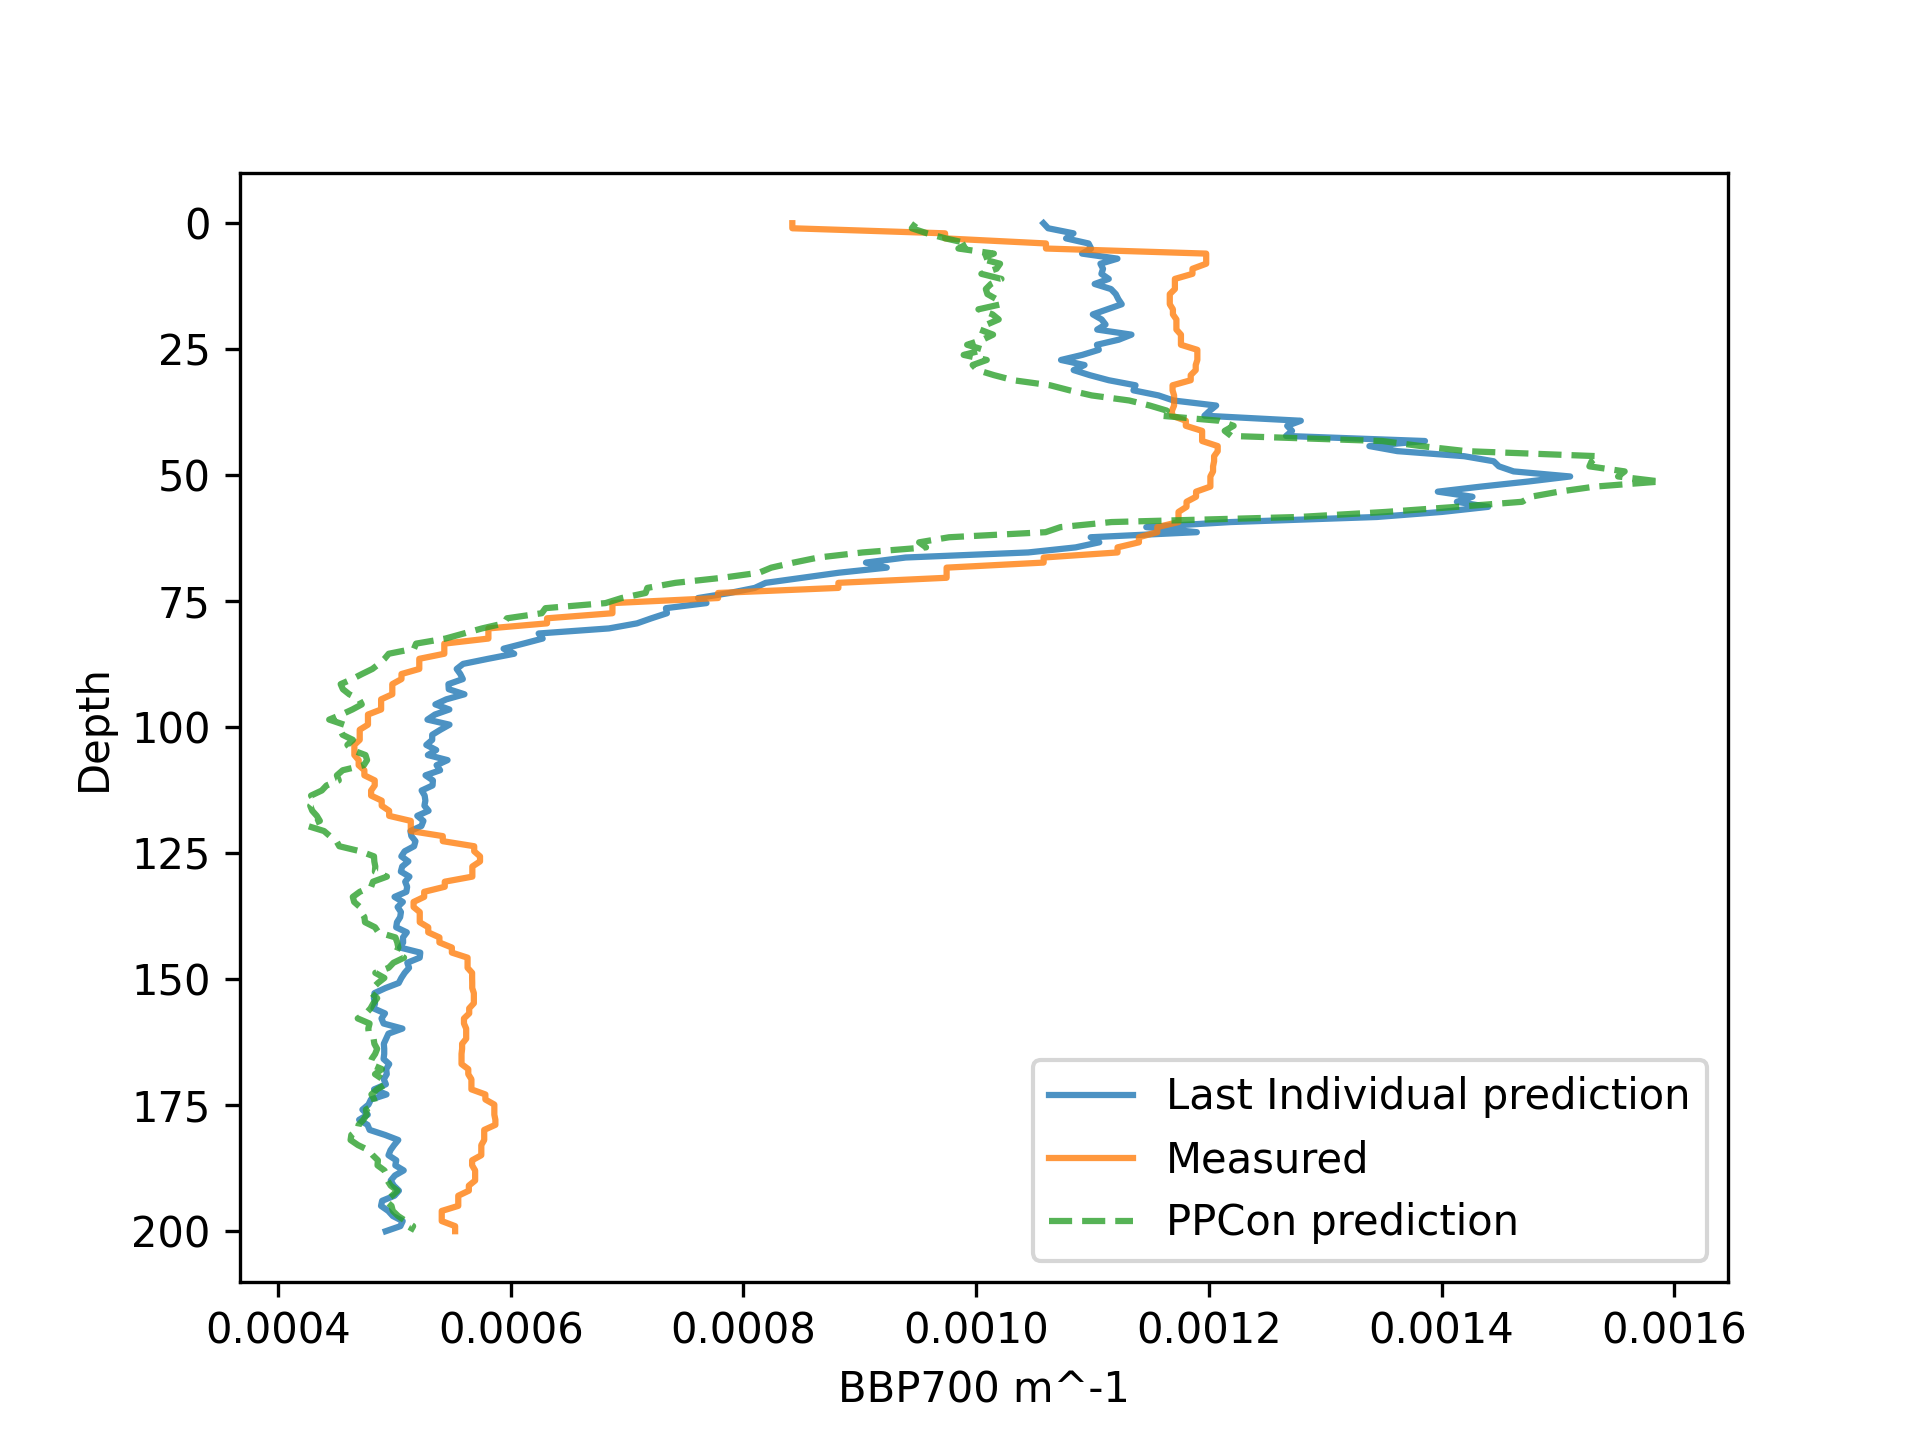 0
25
50
75
100
125
150
175
200
Depth
0.0004 0.0006 0.0008 0.0010 0.0012 0.0014 0.0016
BBP700 m^-1
Last Individual prediction
Measured
PPCon prediction